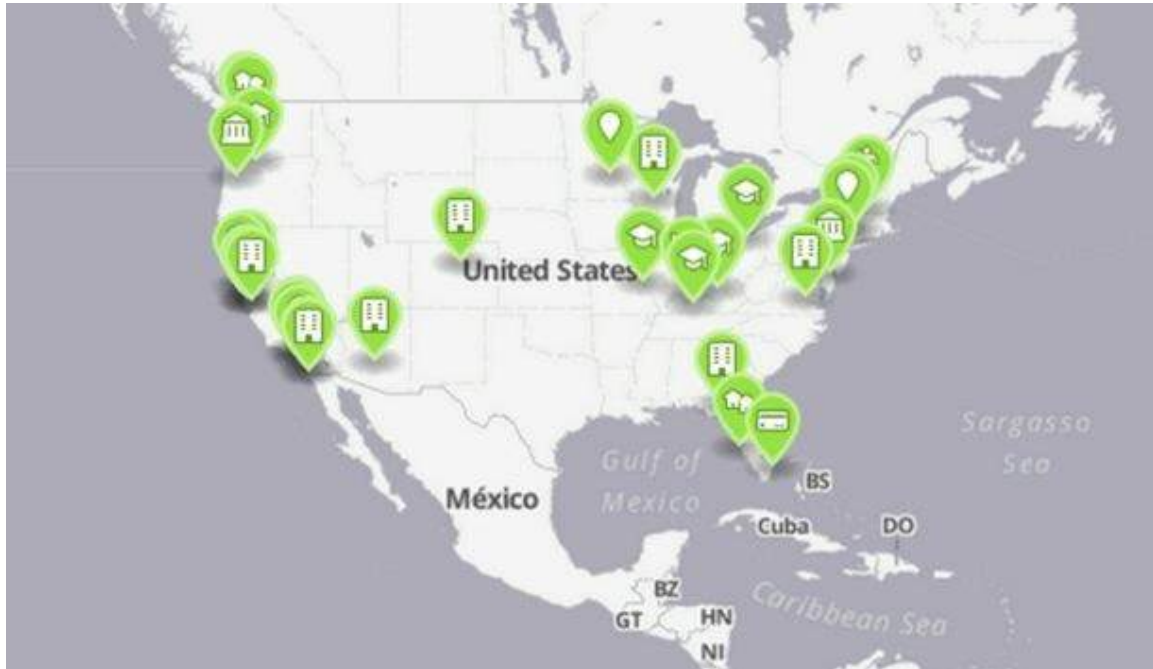 United States
Gulf of
Mexico
México
Sargasso
Sea
BS
Cuba
DO
BZ
GT
HN
NI
Caribbean Sea